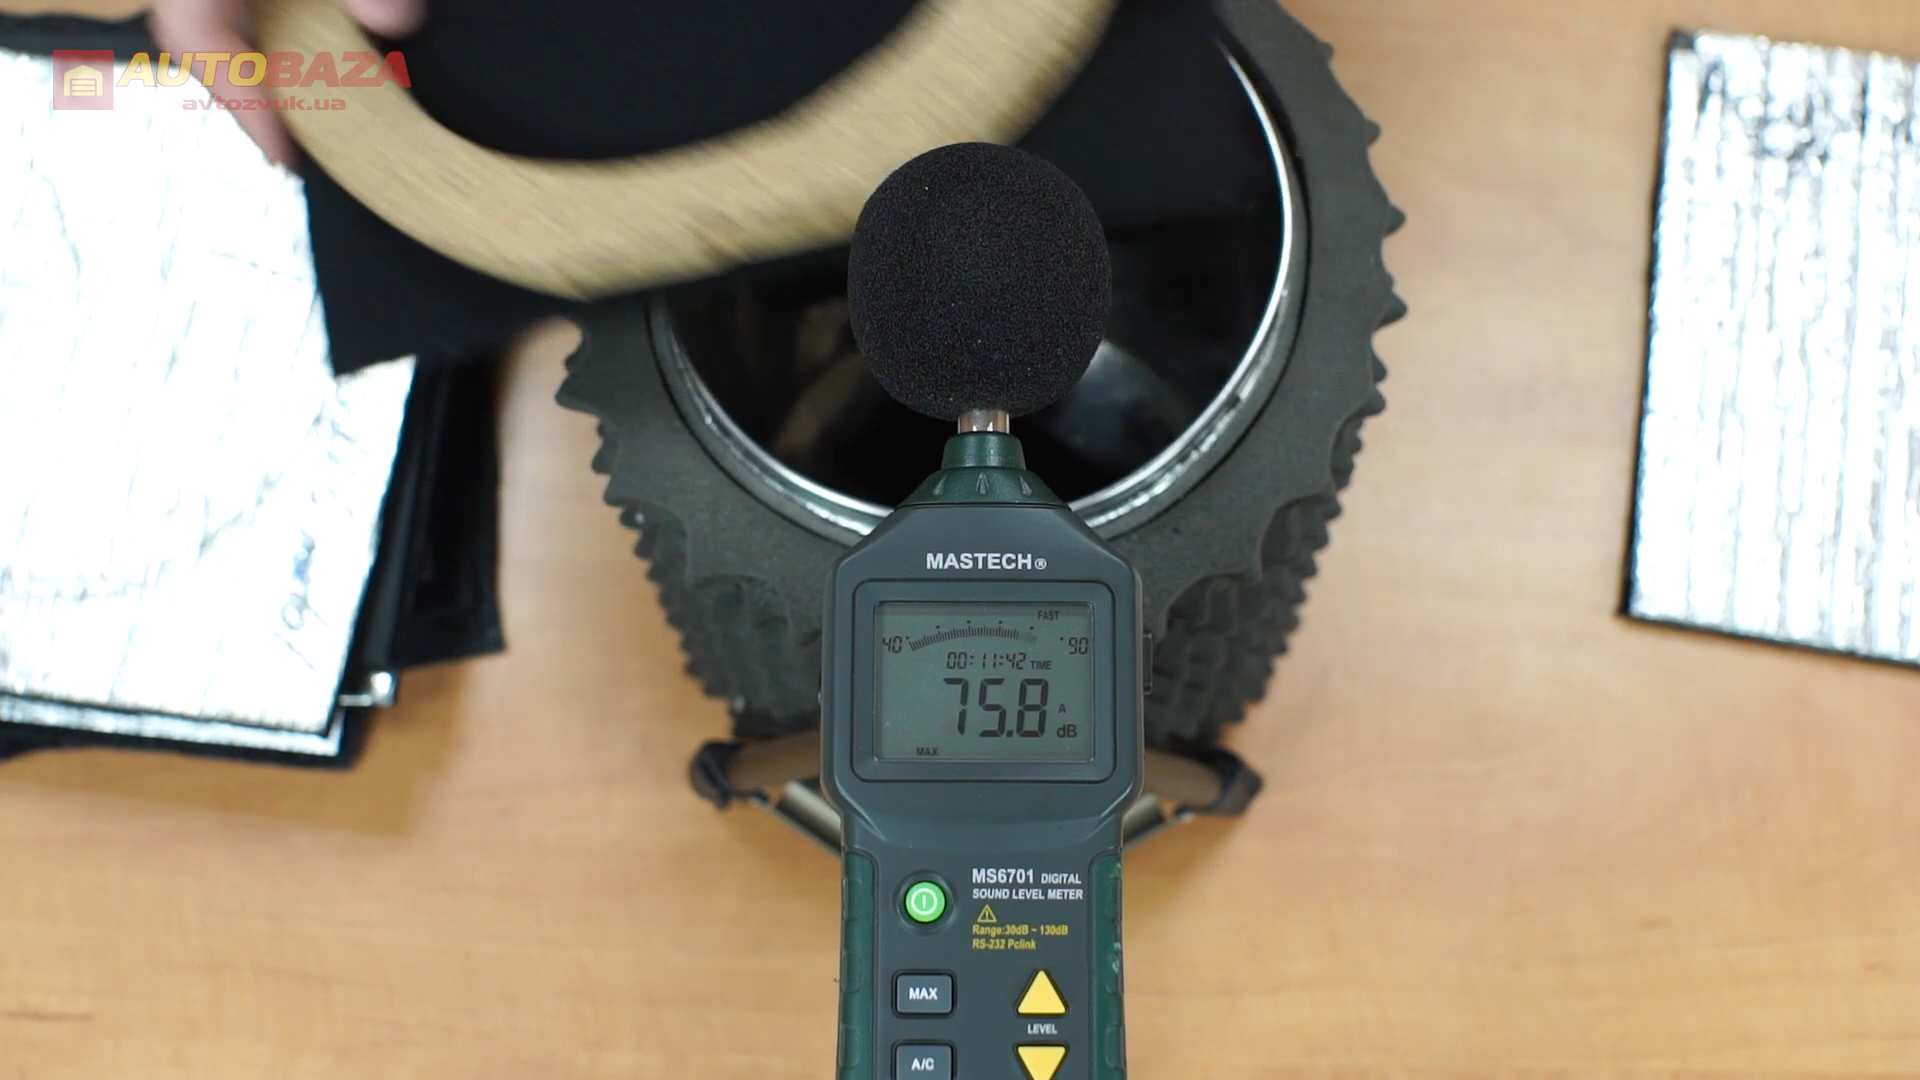 AUTOBAZA
avtozvuk.ua
MASTECH®
FAST
40
90
00:11:42 TIME
75.8 A dB
MAX
MS6701 DIGITAL
SOUND LEVEL METER
Range:30dB ~ 130dB
RS-232 Pclink
MAX
LEVEL
A/C